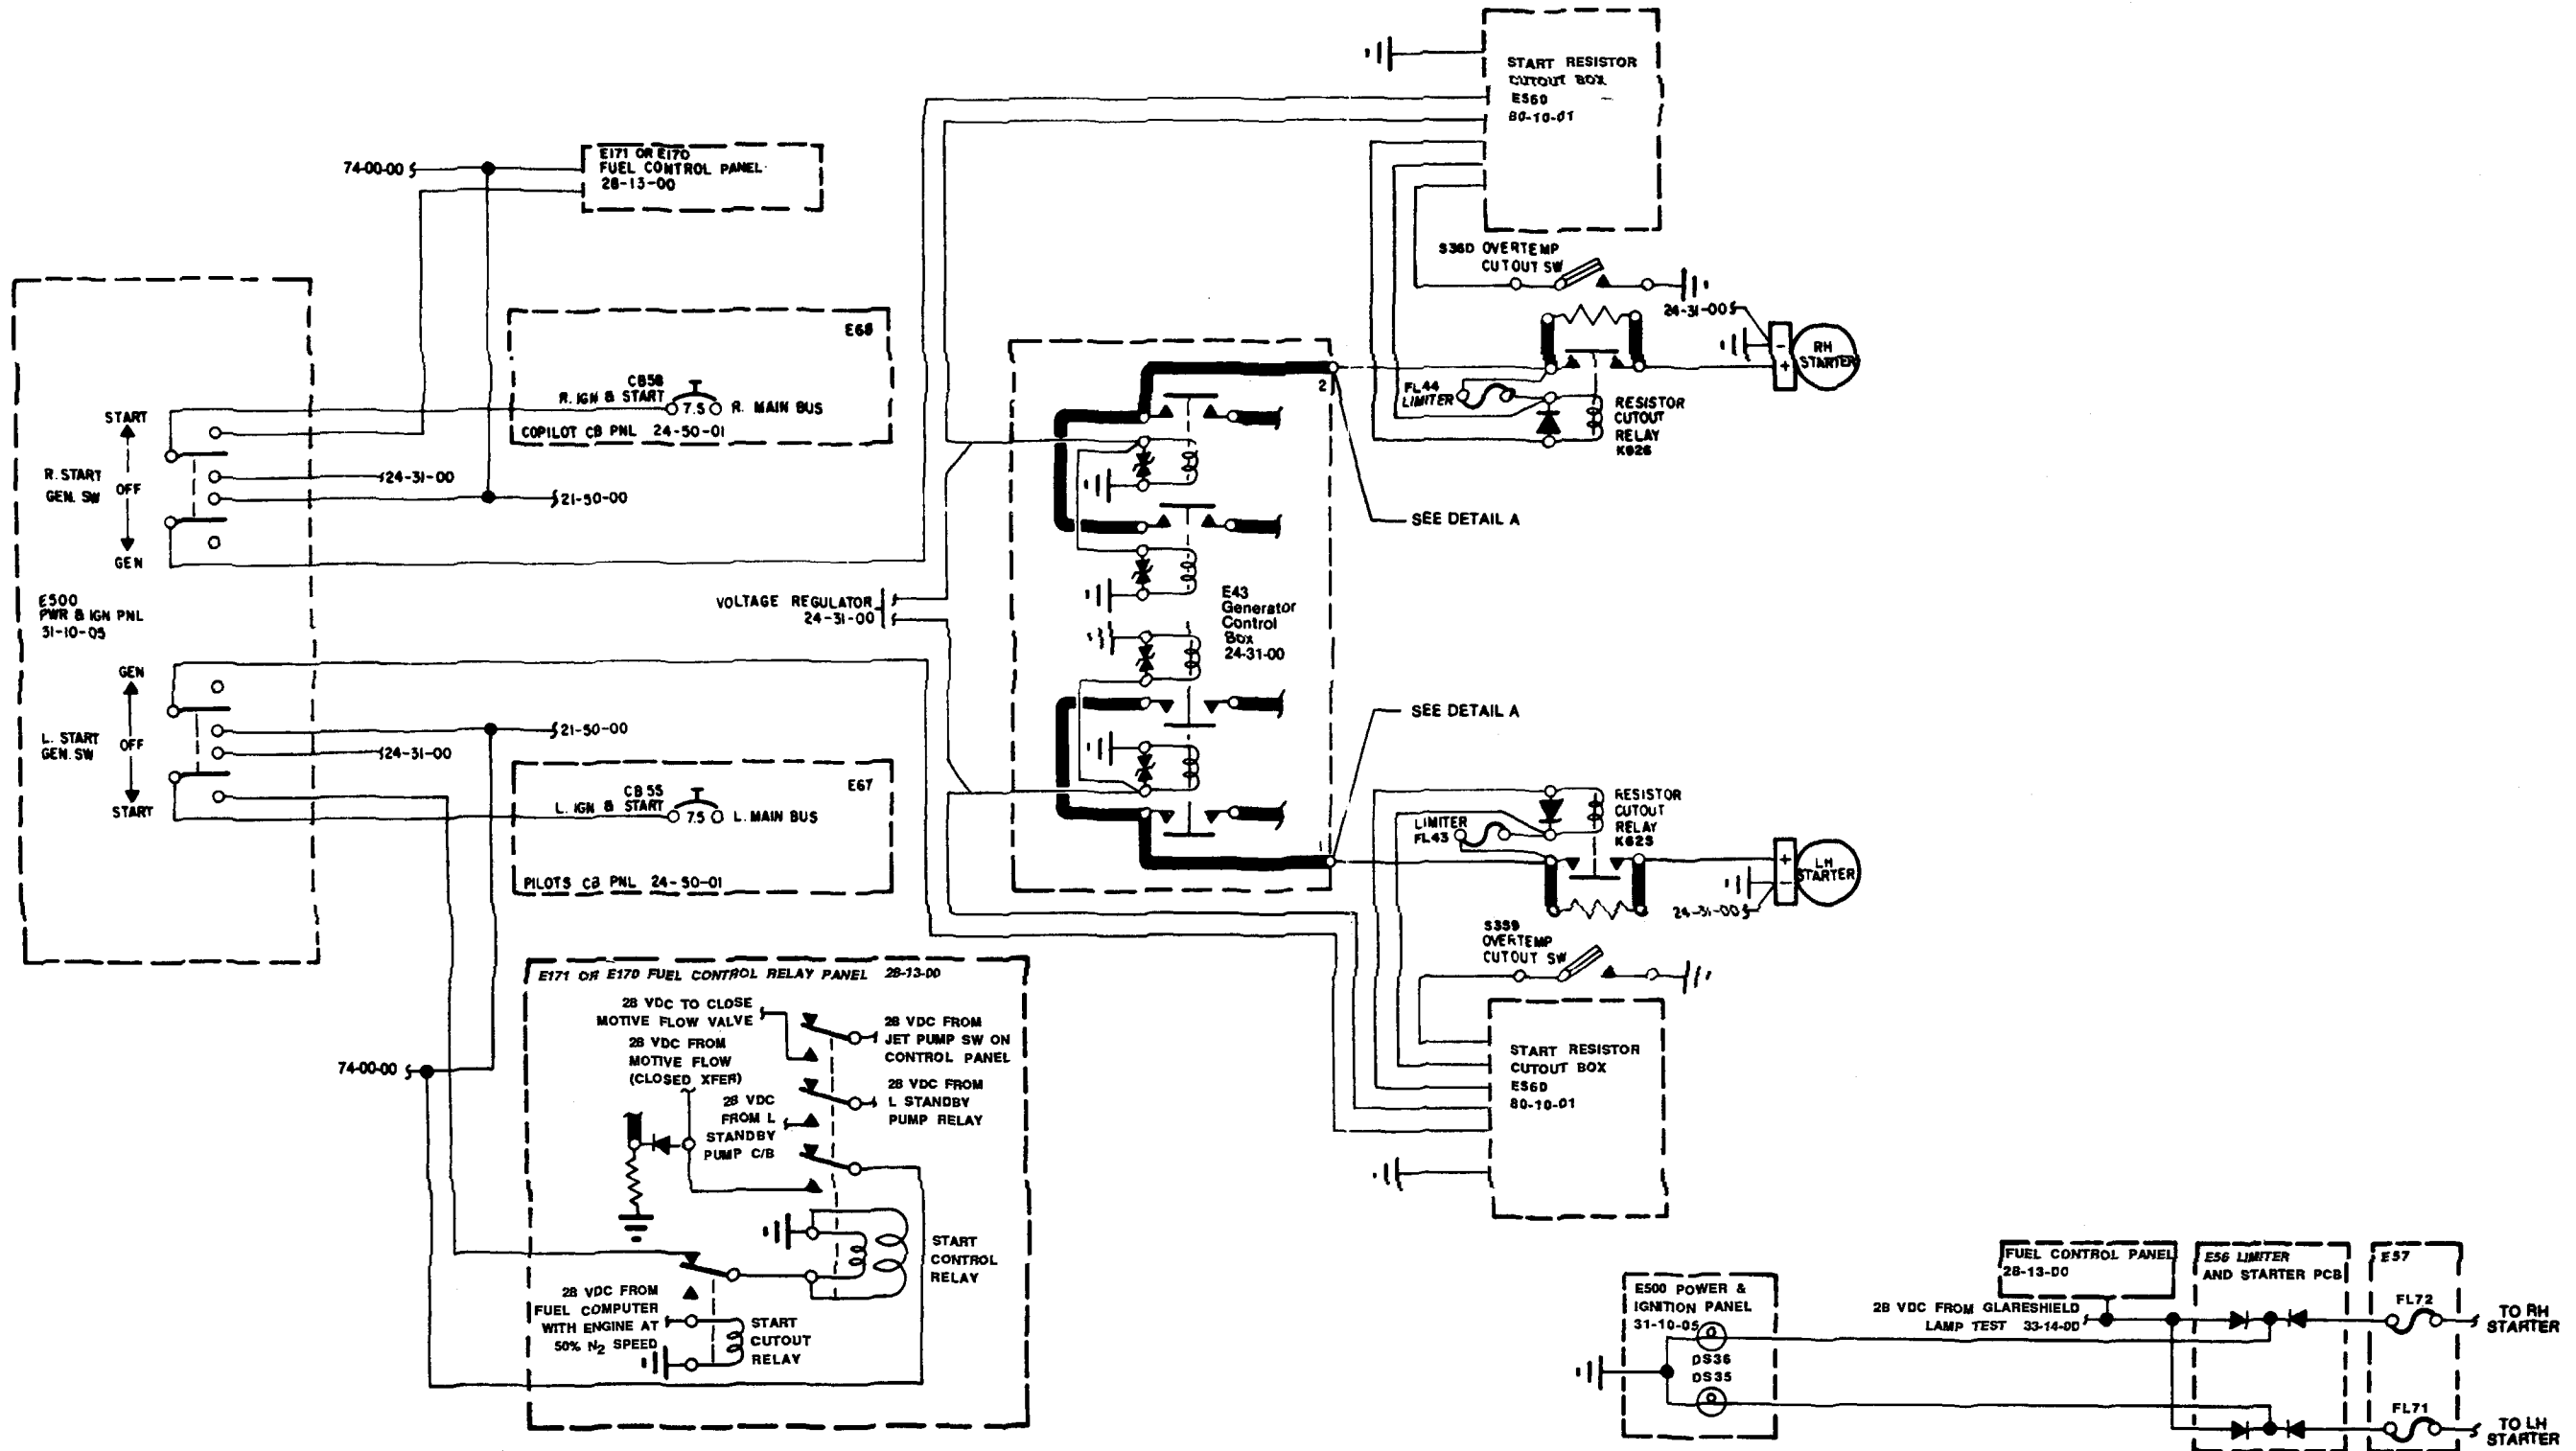 START RESISTOR
CUTOUT BOX
E560
80-10-01
E171 OR E170
FUEL CONTROL PANEL
28-13-00
74-00-00
S36D OVERTEMP
CUTOUT SW
24-31-00
RH
STARTER
-
+
FL44
LIMITER
RESISTOR
CUTOUT
RELAY
K626
E68
CB58
R. IGN & START
7.5
R. MAIN BUS
COPILOT CB PNL 24-50-01
START
R. START
GEN. SW
OFF
GEN
24-31-00
21-50-00
2
SEE DETAIL A
E500
PWR & IGN PNL
31-10-05
VOLTAGE REGULATOR
24-31-00
E43
Generator
Control
Box
24-31-00
GEN
L. START
GEN. SW
OFF
START
21-50-00
24-31-00
SEE DETAIL A
E67
CB55
L. IGN & START
7.5
L. MAIN BUS
PILOTS CB PNL 24-50-01
1
RESISTOR
CUTOUT
RELAY
K625
LIMITER
FL43
+
-
LH
STARTER
24-31-00
S359
OVERTEMP
CUTOUT SW
START RESISTOR
CUTOUT BOX
E56D
80-10-01
74-00-00
E171 OR E170 FUEL CONTROL RELAY PANEL 28-13-00
28 VDC TO CLOSE
MOTIVE FLOW VALVE
28 VDC FROM
JET PUMP SW ON
CONTROL PANEL
28 VDC FROM
MOTIVE FLOW
(CLOSED XFER)
28 VDC FROM
L STANDBY
PUMP RELAY
28 VDC
FROM L
STANDBY
PUMP C/B
START
CONTROL
RELAY
28 VDC FROM
FUEL COMPUTER
WITH ENGINE AT
50% N2 SPEED
START
CUTOUT
RELAY
E500 POWER &
IGNITION PANEL
31-10-05
DS36
DS35
FUEL CONTROL PANEL
28-13-00
28 VDC FROM GLARESHIELD
LAMP TEST 33-14-00
E56 LIMITER
AND STARTER PCB
E57
FL72
TO RH
STARTER
FL71
TO LH
STARTER